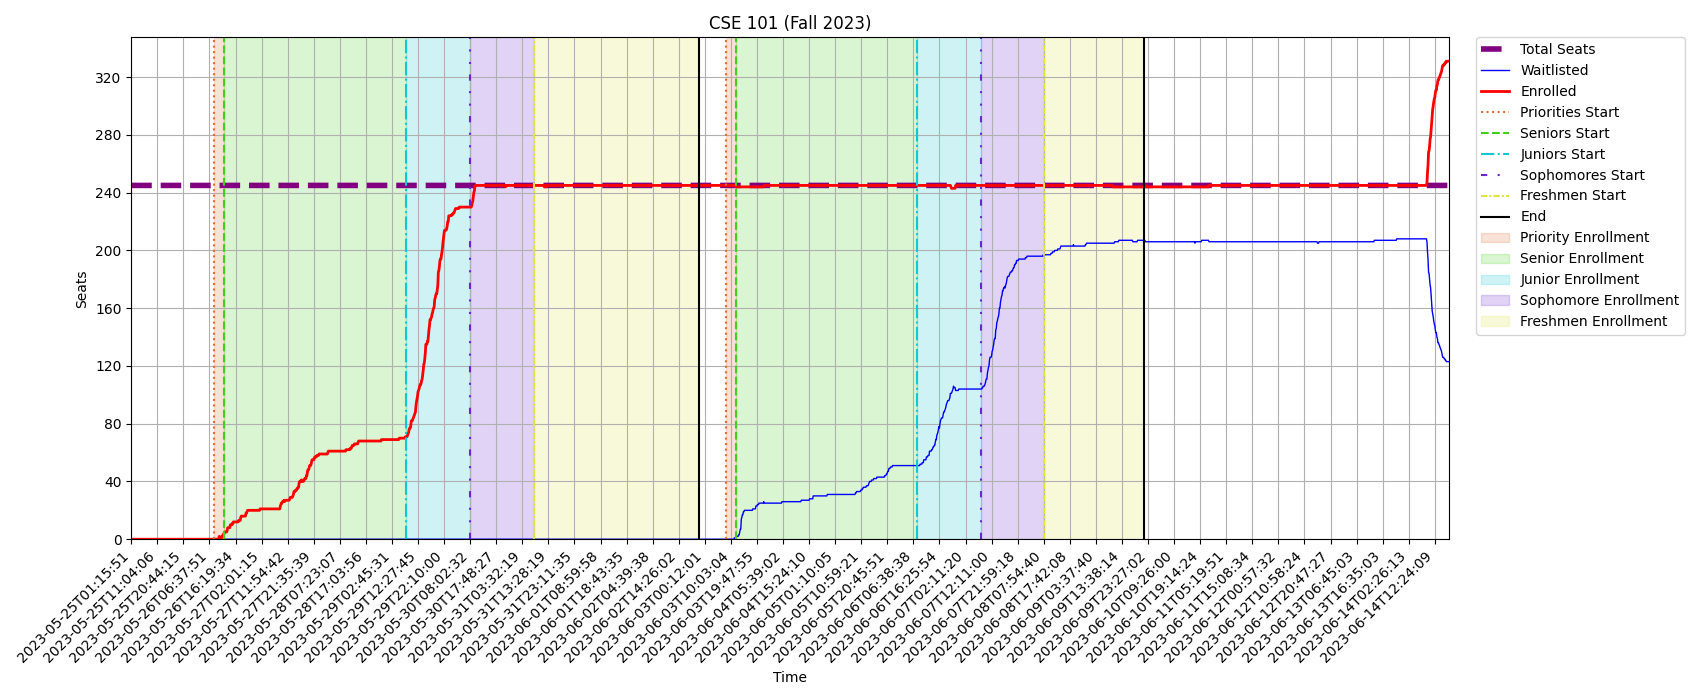 CSE 101 (Fall 2023)
Seats
320
280
240
200
160
120
80
40
0
2023-05-25T01:15:51
2023-05-25T11:04:06
2023-05-25T20:44:15
2023-05-26T06:37:51
2023-05-26T16:19:34
2023-05-27T02:01:15
2023-05-27T11:54:42
2023-05-27T21:35:39
2023-05-28T07:23:07
2023-05-28T17:03:56
2023-05-29T02:45:31
2023-05-29T12:27:45
2023-05-29T22:10:00
2023-05-30T08:02:32
2023-05-30T17:48:27
2023-05-31T03:32:19
2023-05-31T13:28:19
2023-05-31T23:11:35
2023-06-01T08:59:58
2023-06-01T18:43:35
2023-06-02T04:39:38
2023-06-02T14:26:02
2023-06-03T00:12:01
2023-06-03T10:03:04
2023-06-03T19:47:55
2023-06-04T05:39:02
2023-06-04T15:24:10
2023-06-05T01:10:05
2023-06-05T10:59:21
2023-06-05T20:45:51
2023-06-06T06:38:38
2023-06-06T16:25:54
2023-06-07T02:11:20
2023-06-07T12:11:00
2023-06-07T21:59:18
2023-06-08T07:54:40
2023-06-08T17:42:08
2023-06-09T03:37:40
2023-06-09T13:38:14
2023-06-09T23:27:02
2023-06-10T09:26:00
2023-06-10T19:14:24
2023-06-11T05:19:51
2023-06-11T15:08:34
2023-06-12T00:57:32
2023-06-12T10:58:24
2023-06-12T20:47:27
2023-06-13T06:45:03
2023-06-13T16:35:03
2023-06-14T02:26:13
2023-06-14T12:24:09
Time
Total Seats
Waitlisted
Enrolled
Priorities Start
Seniors Start
Juniors Start
Sophomores Start
Freshmen Start
End
Priority Enrollment
Senior Enrollment
Junior Enrollment
Sophomore Enrollment
Freshmen Enrollment